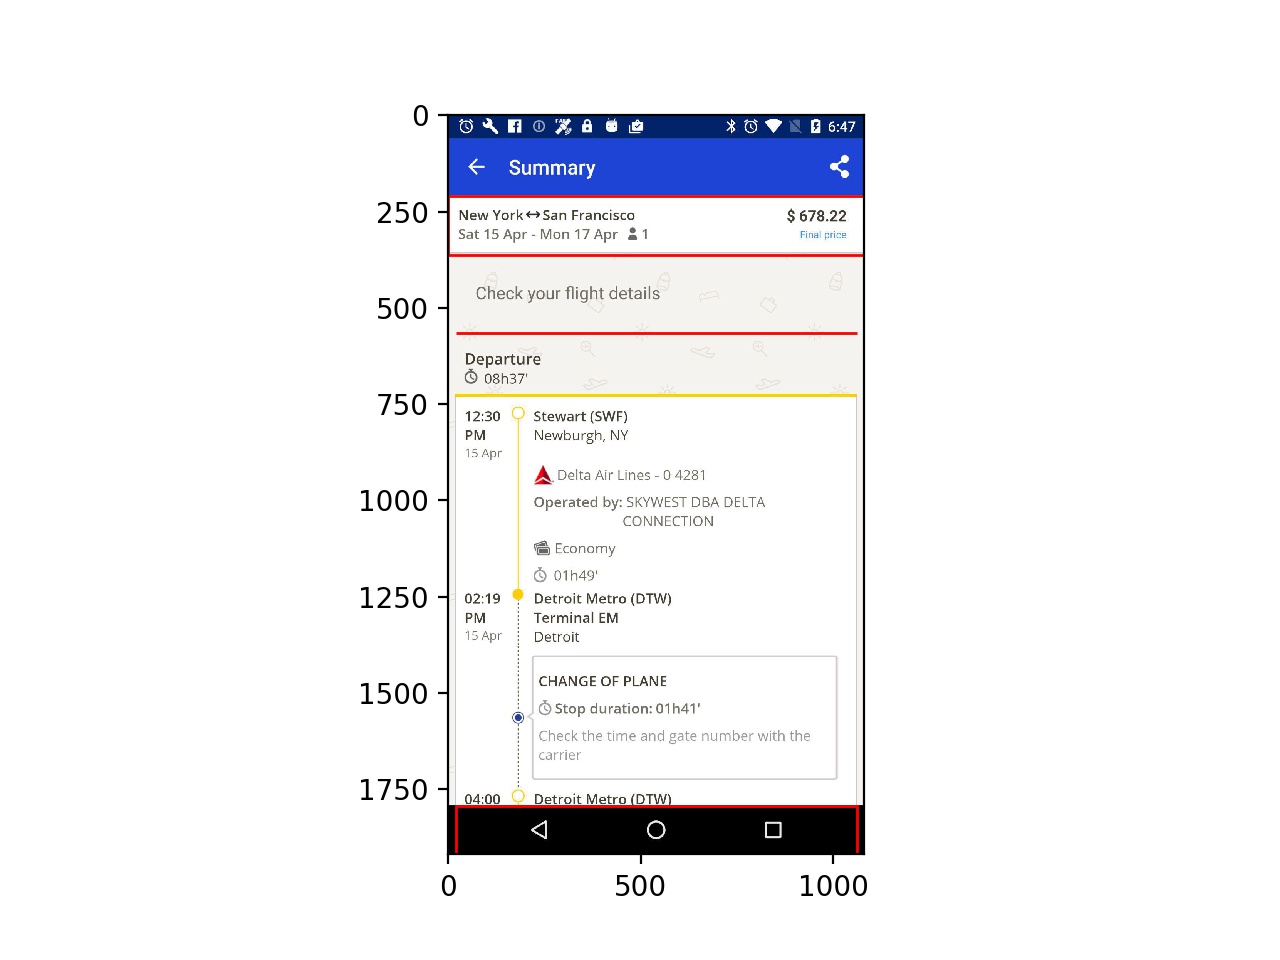 0
6:47
Summary
250
New York↔San Francisco
$ 678.22
Sat 15 Apr - Mon 17 Apr 1
Final price
500
Check your flight details
Departure
08h37'
750
12:30
PM
15 Apr
Stewart (SWF)
Newburgh, NY
Delta Air Lines - 0 4281
1000
Operated by: SKYWEST DBA DELTA
CONNECTION
Economy
01h49'
1250
02:19
PM
15 Apr
Detroit Metro (DTW)
Terminal EM
Detroit
1500
CHANGE OF PLANE
Stop duration: 01h41'
Check the time and gate number with the
carrier
1750
04:00
Detroit Metro (DTW)
0
500
1000